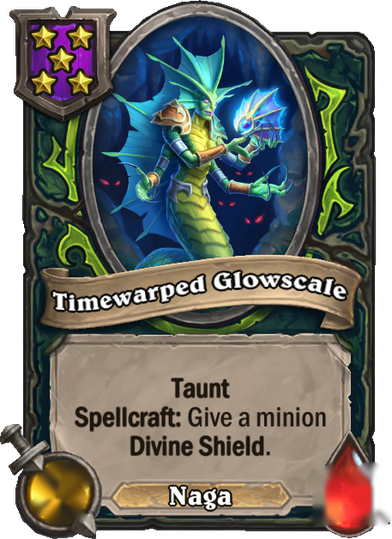 Timewarped Glowscale
Taunt
Spellcraft: Give a minion
Divine Shield.
Naga